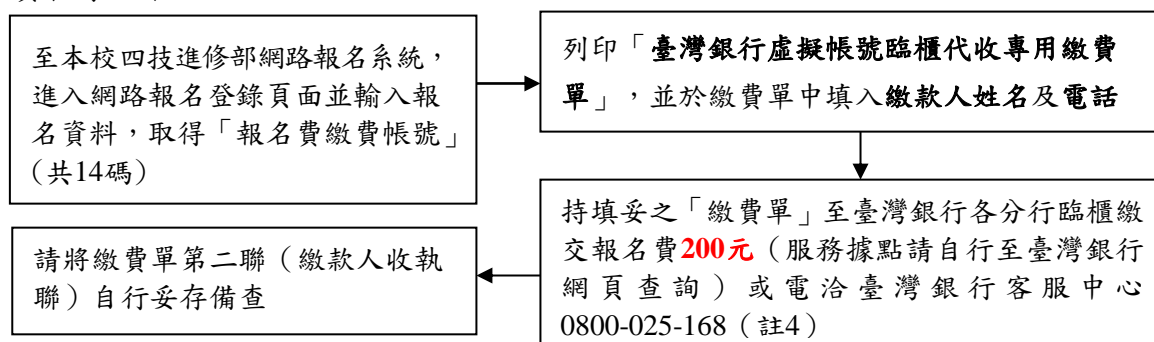 至本校四技進修部網路報名系統，
進入網路報名登錄頁面並輸入報
名資料，取得「報名費繳費帳號」
（共14碼）
列印「臺灣銀行虛擬帳號臨櫃代收專用繳費
單」，並於繳費單中填入繳款人姓名及電話
持填妥之「繳費單」至臺灣銀行各分行臨櫃繳
交報名費200元（服務據點請自行至臺灣銀行
網頁查詢）或電洽臺灣銀行客服中心
0800-025-168（註4）
請將繳費單第二聯（繳款人收執
聯）自行妥存備查